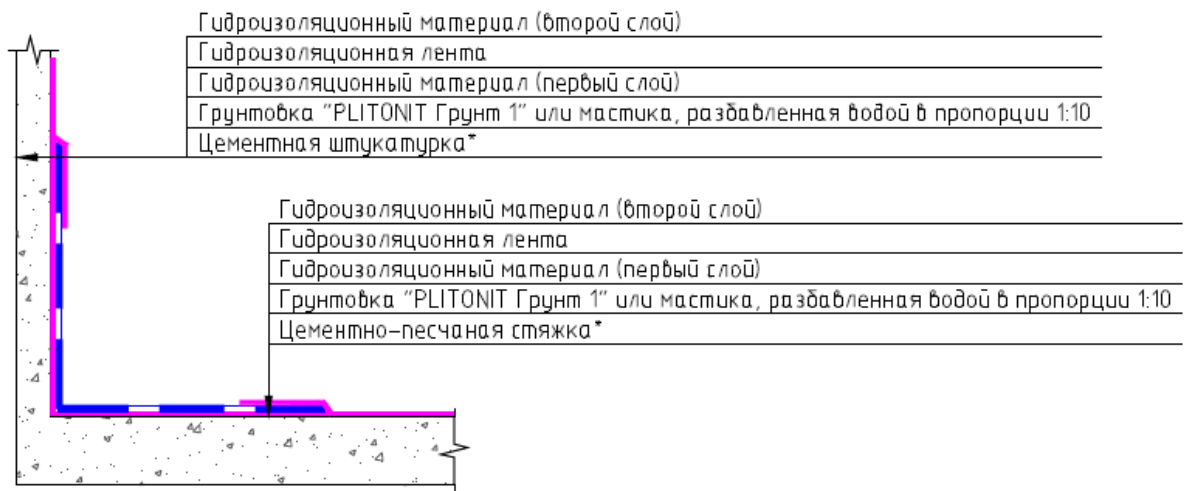 Гидроизоляционный материал (второй слой)
Гидроизоляционная лента
Гидроизоляционный материал (первый слой)
Грунтовка "PLITONIT Грунт 1" или мастика, разбавленная водой в пропорции 1:10
Цементная штукатурка*
Гидроизоляционный материал (второй слой)
Гидроизоляционная лента
Гидроизоляционный материал (первый слой)
Грунтовка "PLITONIT Грунт 1" или мастика, разбавленная водой в пропорции 1:10
Цементно-песчаная стяжка*